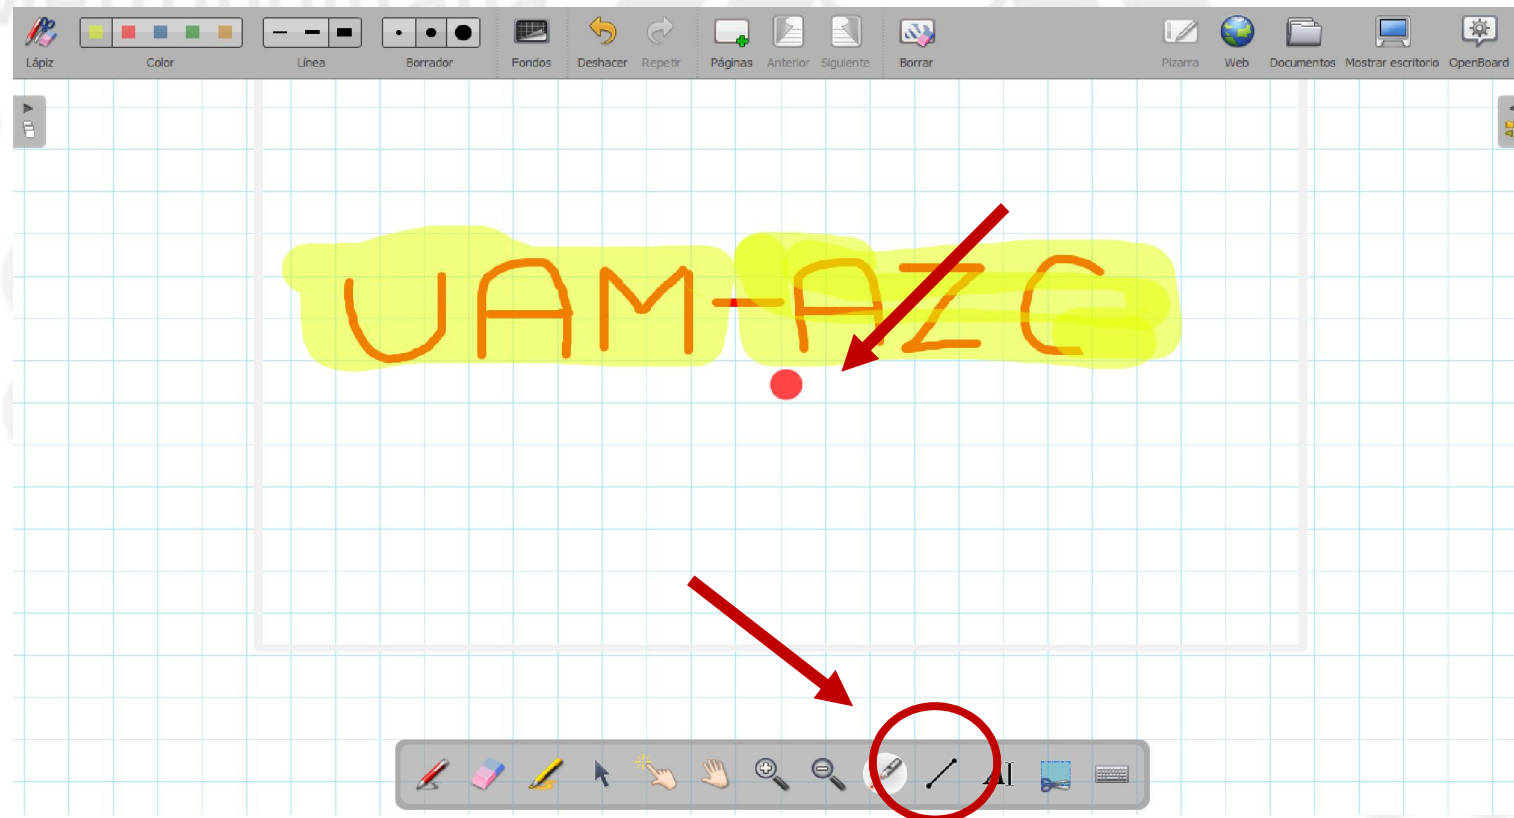 Lápiz Color Línea Borrador Fondos Deshacer Repetir Páginas Anterior Siguiente Borrar Pizarra Web Documentos Mostrar escritorio OpenBoard
UAM-AZC
AI